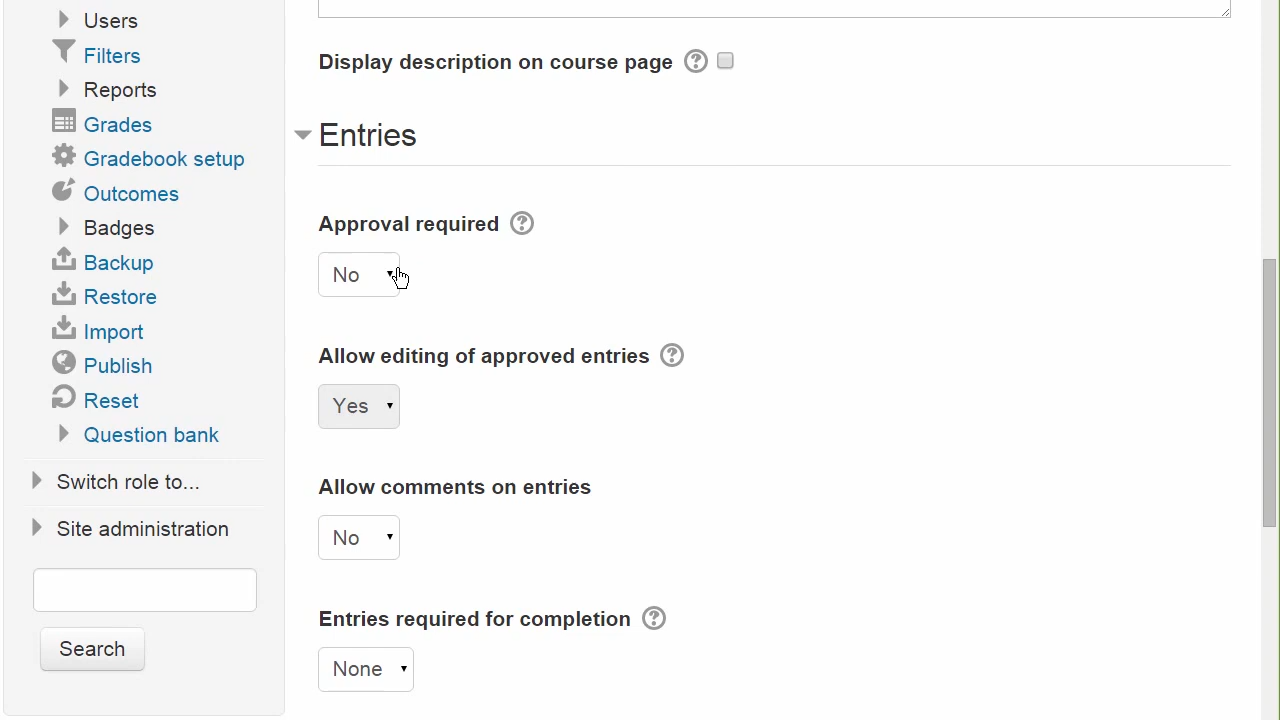 Users
Filters
Reports
Grades
Gradebook setup
Outcomes
Badges
Backup
Restore
Import
Publish
Reset
Question bank
Switch role to...
Site administration
Search
Display description on course page ?
Entries
Approval required ?
No
Allow editing of approved entries ?
Yes
Allow comments on entries
No
Entries required for completion ?
None